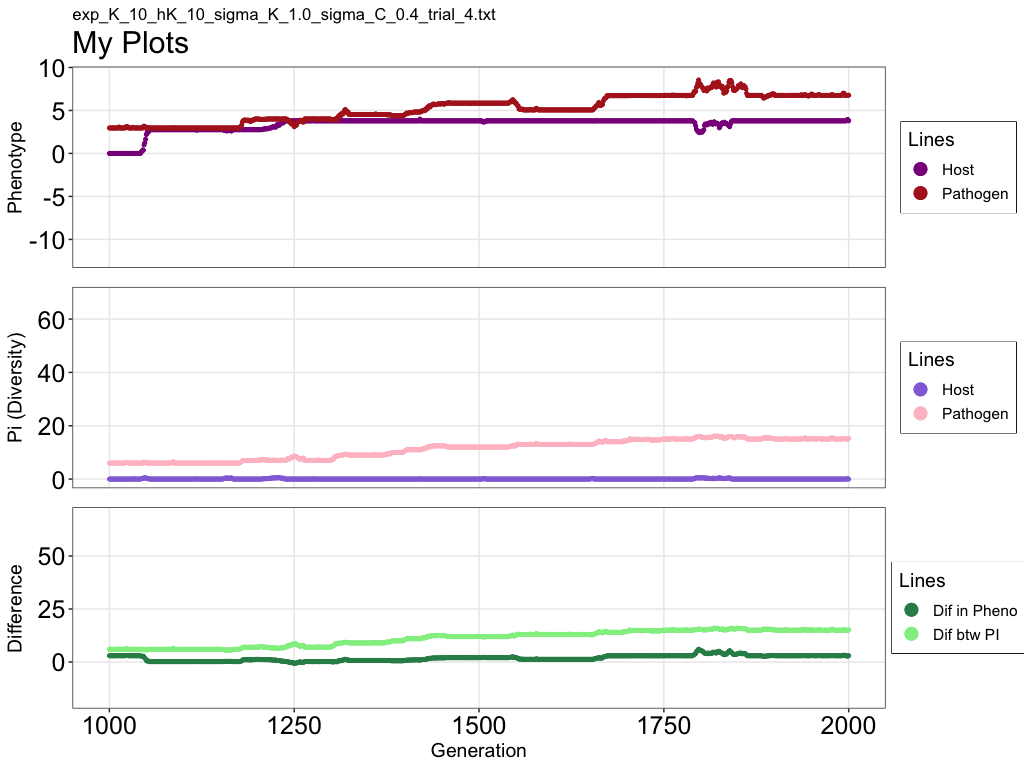 exp_K_10_hK_10_sigma_K_1.0_sigma_C_0.4_trial_4.txt
My Plots
10
5
0
-5
-10
Phenotype
Lines
Host
Pathogen
60
40
20
0
Pi (Diversity)
Lines
Host
Pathogen
50
25
0
Difference
Lines
Dif in Pheno
Dif btw PI
1000 1250 1500 1750 2000
Generation